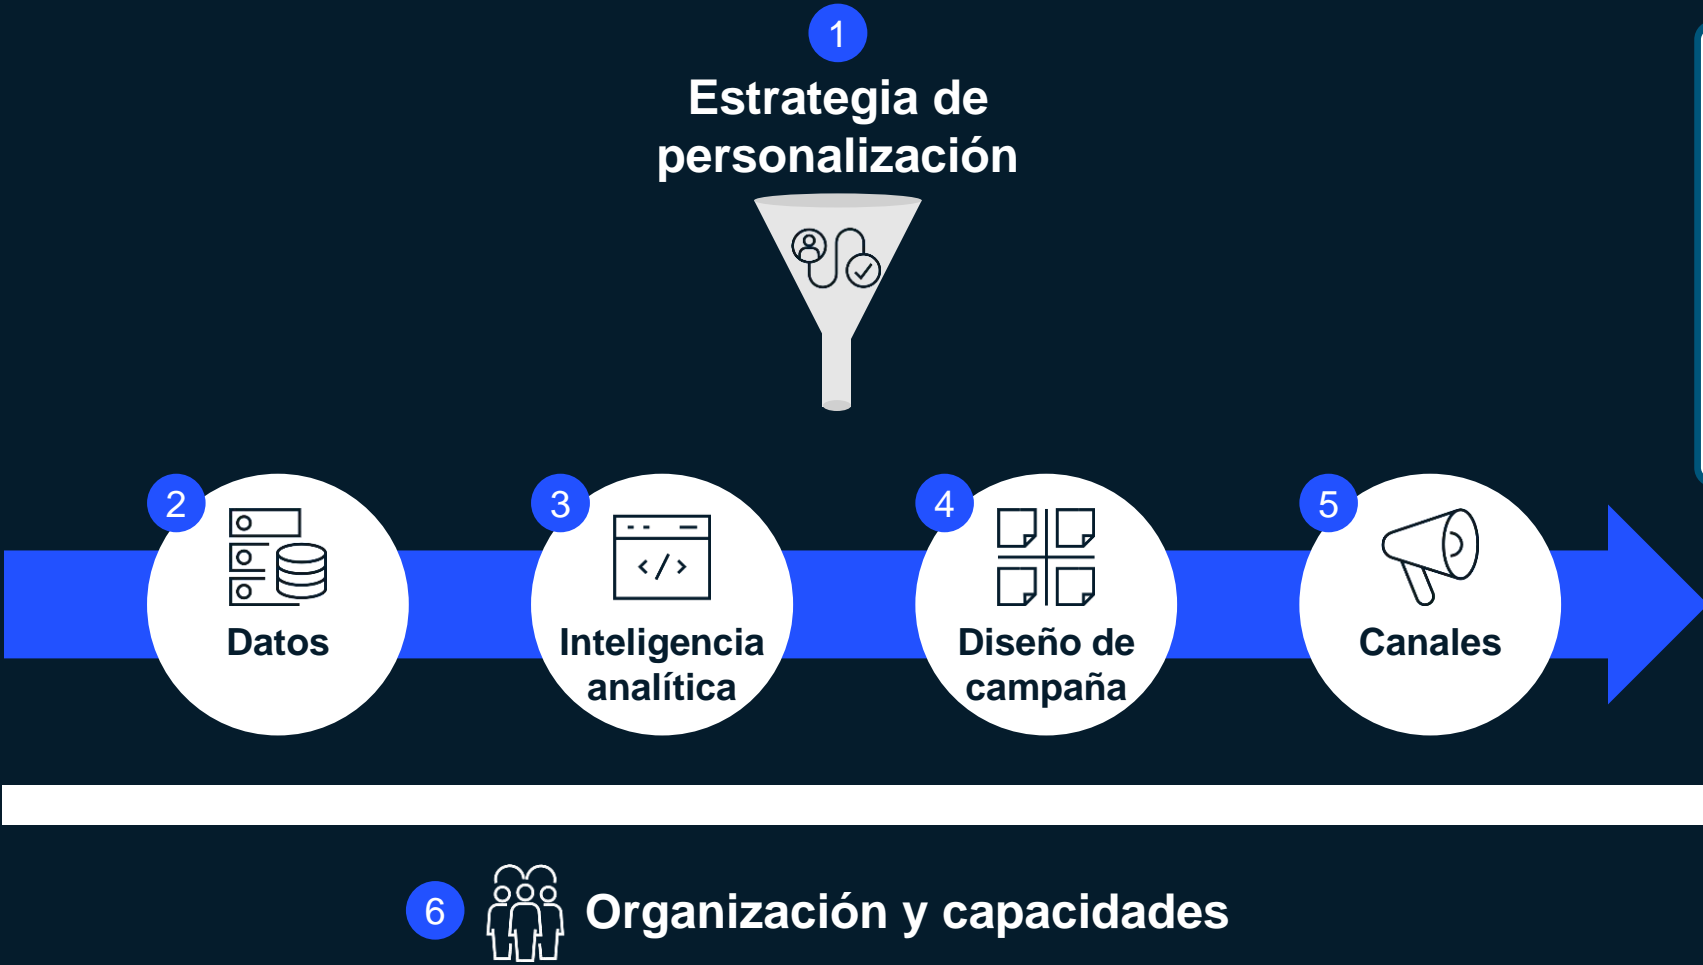 1
Estrategia de
personalización
2
Datos
3
</>
Inteligencia
analítica
4
Diseño de
campaña
5
Canales
6
Organización y capacidades